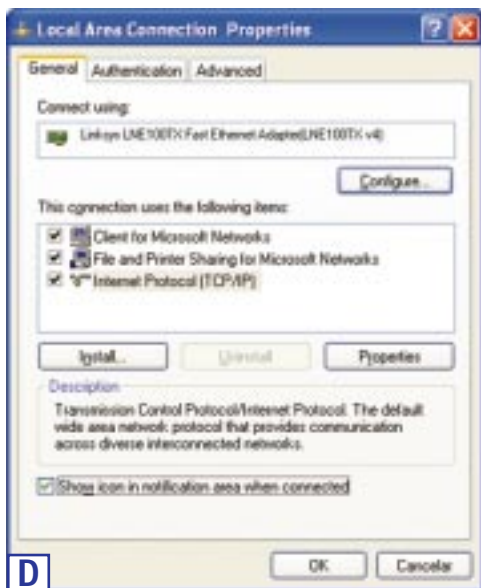 Local Area Connection Properties
General Authentication Advanced
Connect using:
Linksys LNE100TX Fast Ethernet Adapter(LNE100TX v4)
Configure...
This connection uses the following items:
Client for Microsoft Networks
File and Printer Sharing for Microsoft Networks
Internet Protocol (TCP/IP)
Install... Uninstall Properties
Description
Transmission Control Protocol/Internet Protocol. The default
wide area network protocol that provides communication
across diverse interconnected networks.
Show icon in notification area when connected
OK Cancelar
D